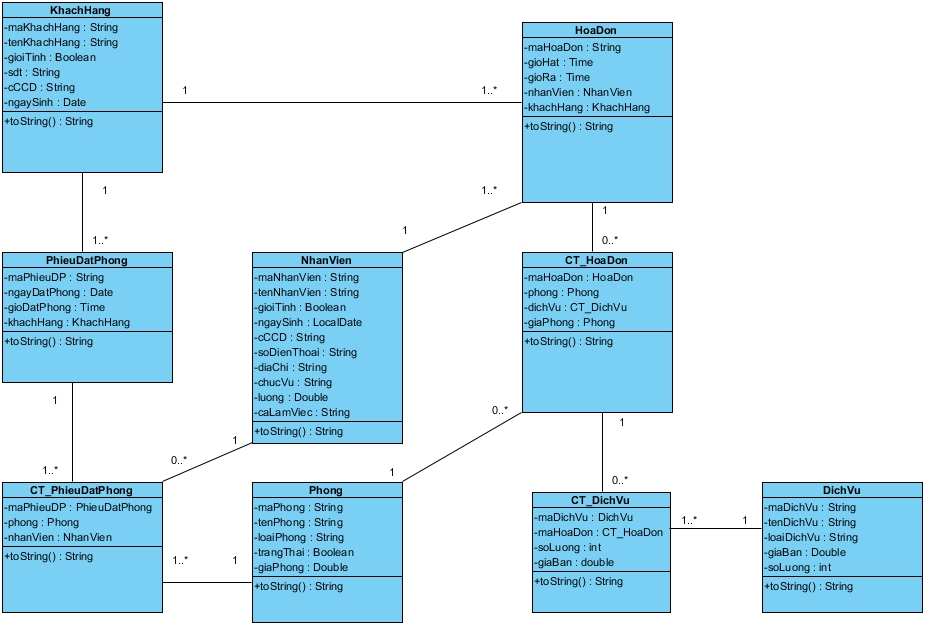 KhachHang
-maKhachHang : String
-tenKhachHang : String
-gioiTinh : Boolean
-sdt : String
-cCCD : String
-ngaySinh : Date
+toString() : String
1
1..*
HoaDon
-maHoaDon : String
-gioHat : Time
-gioRa : Time
-nhanVien : NhanVien
-khachHang : KhachHang
+toString() : String
1
1..*
1..*
1
1
0..*
PhieuDatPhong
-maPhieuDP : String
-ngayDatPhong : Date
-gioDatPhong : Time
-khachHang : KhachHang
+toString() : String
NhanVien
-maNhanVien : String
-tenNhanVien : String
-gioiTinh : Boolean
-ngaySinh : LocalDate
-cCCD : String
-soDienThoai : String
-diaChi : String
-chucVu : String
-luong : Double
-caLamViec : String
+toString() : String
CT_HoaDon
-maHoaDon : HoaDon
-phong : Phong
-dichVu : CT_DichVu
-giaPhong : Phong
+toString() : String
1
1..*
1
0..*
0..*
1
1
0..*
CT_PhieuDatPhong
-maPhieuDP : PhieuDatPhong
-phong : Phong
-nhanVien : NhanVien
+toString() : String
1..*
1
Phong
-maPhong : String
-tenPhong : String
-loaiPhong : String
-trangThai : Boolean
-giaPhong : Double
+toString() : String
CT_DichVu
-maDichVu : DichVu
-maHoaDon : CT_HoaDon
-soLuong : int
-giaBan : double
+toString() : String
1..*
1
DichVu
-maDichVu : String
-tenDichVu : String
-loaiDichVu : String
-giaBan : Double
-soLuong : int
+toString() : String